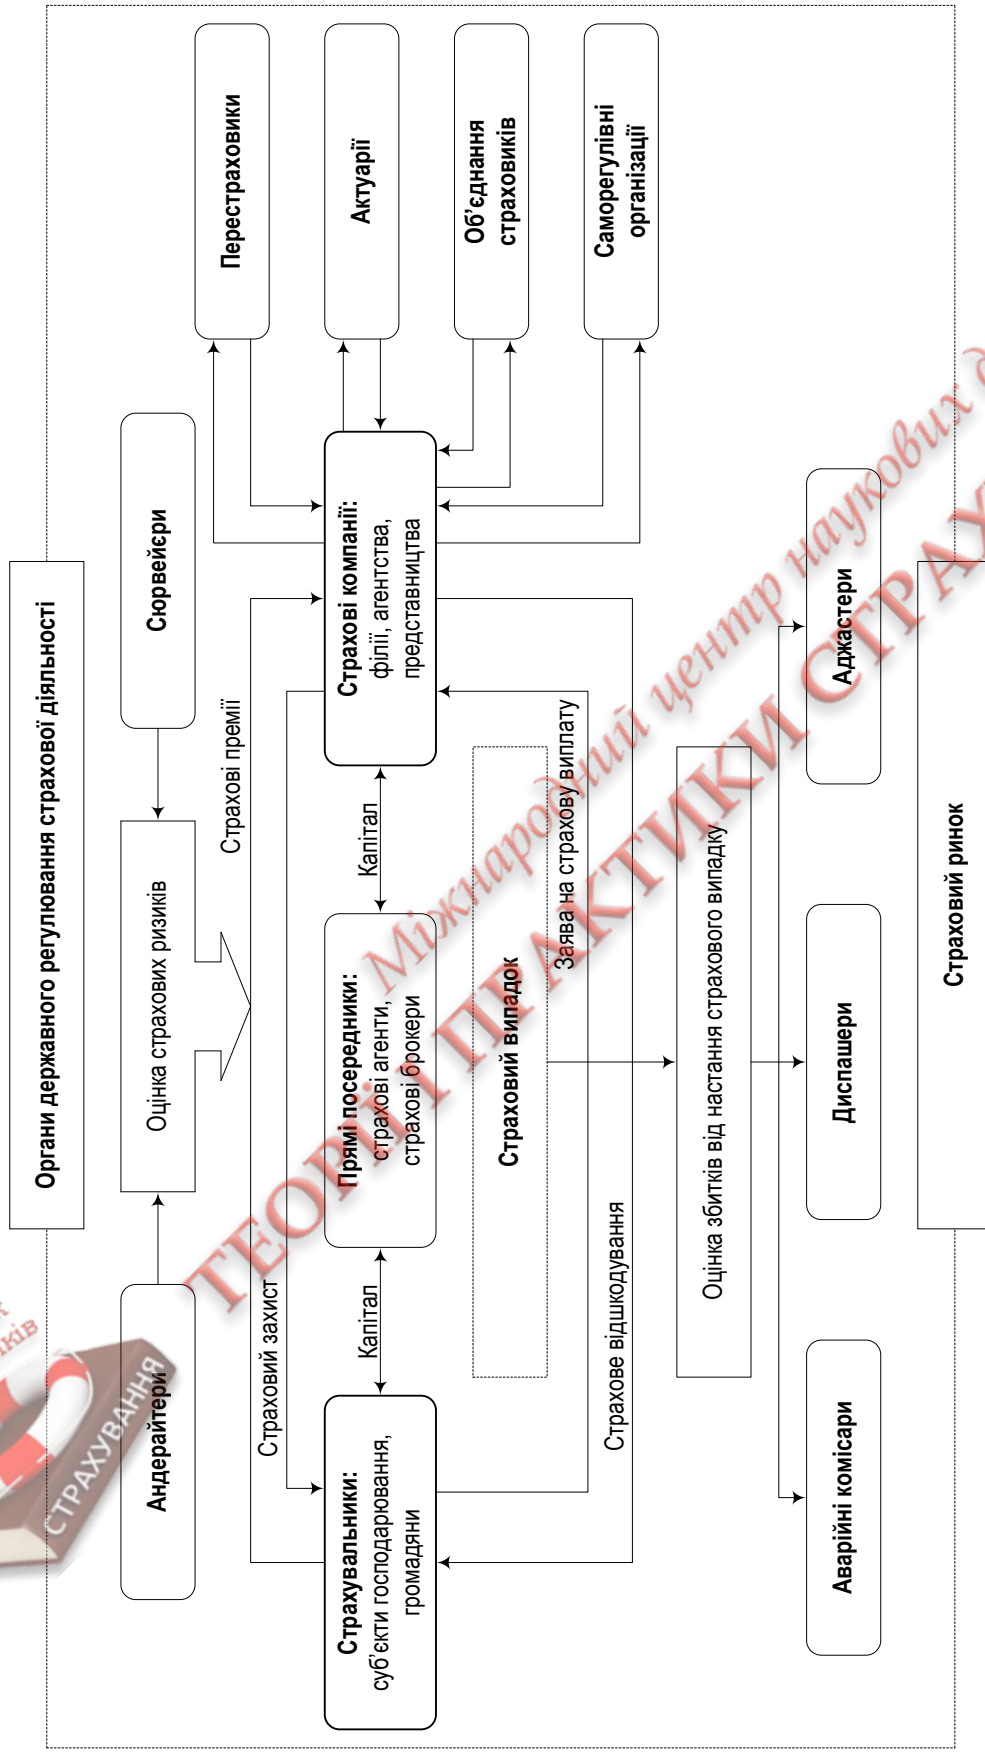 Органи державного регулювання страхової діяльності
Андерайтери
Оцінка страхових ризиків
Сюрвейєри
Страхові премії
Страховий захист
Страхувальники:
суб’єкти господарювання,
громадяни
Капітал
Прямі посередники:
страхові агенти,
страхові брокери
Капітал
Страхові компанії:
філії, агентства,
представництва
Перестраховики
Актуарії
Об’єднання
страховиків
Саморегулівні
організації
Страховий випадок
Заява на страхову виплату
Страхове відшкодування
Оцінка збитків від настання страхового випадку
Аварійні комісари
Диспашери
Аджастери
Страховий ринок
СТРАХУВАННЯ
Міжнародний центр наукових
ТЕОРІЇ І ПРАКТИКИ